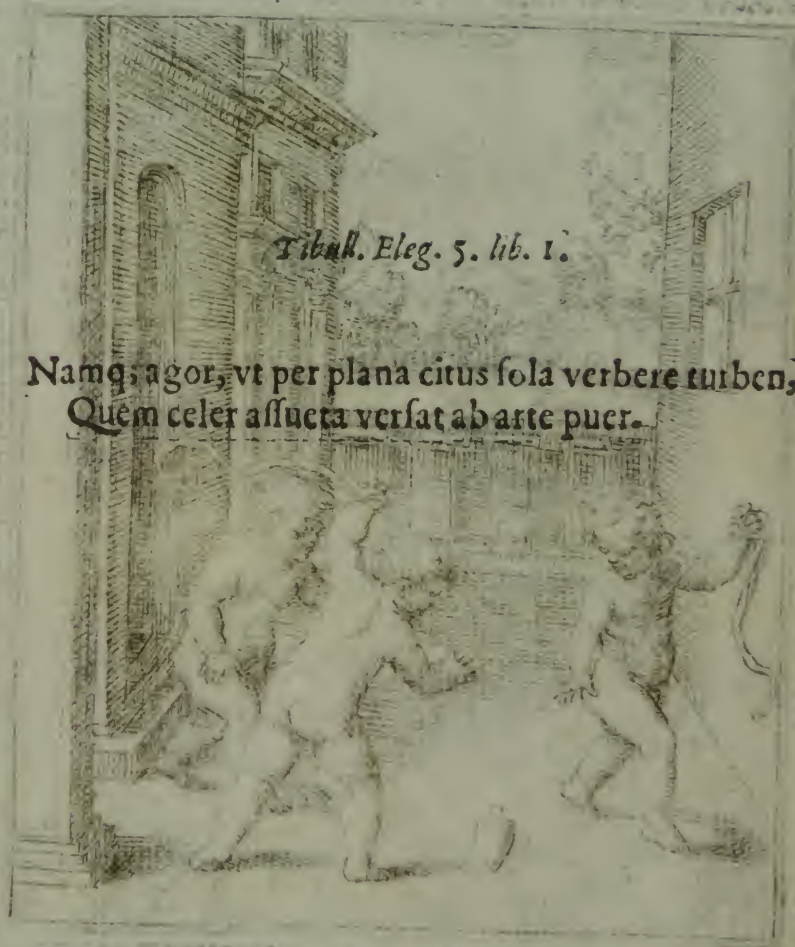 Tibull. Eleg. 5. lib. 1.
Namq; agor, vt per plana citus ſola verbere turben,
Quem celer aſſueta verſat ab arte puer.